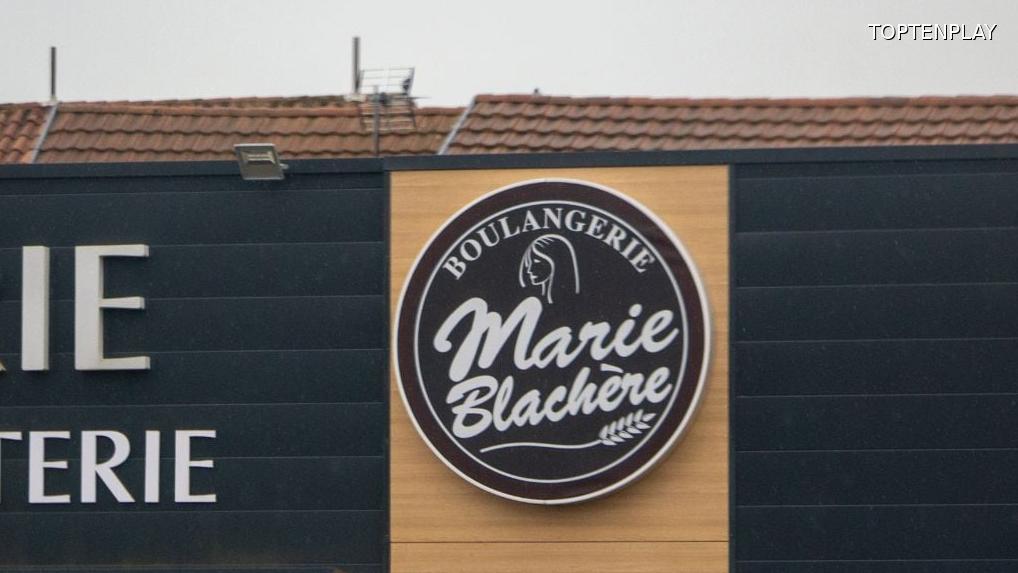 TOPTENPLAY
BOULANGERIE
Marie
Blachère
IE
TERIE